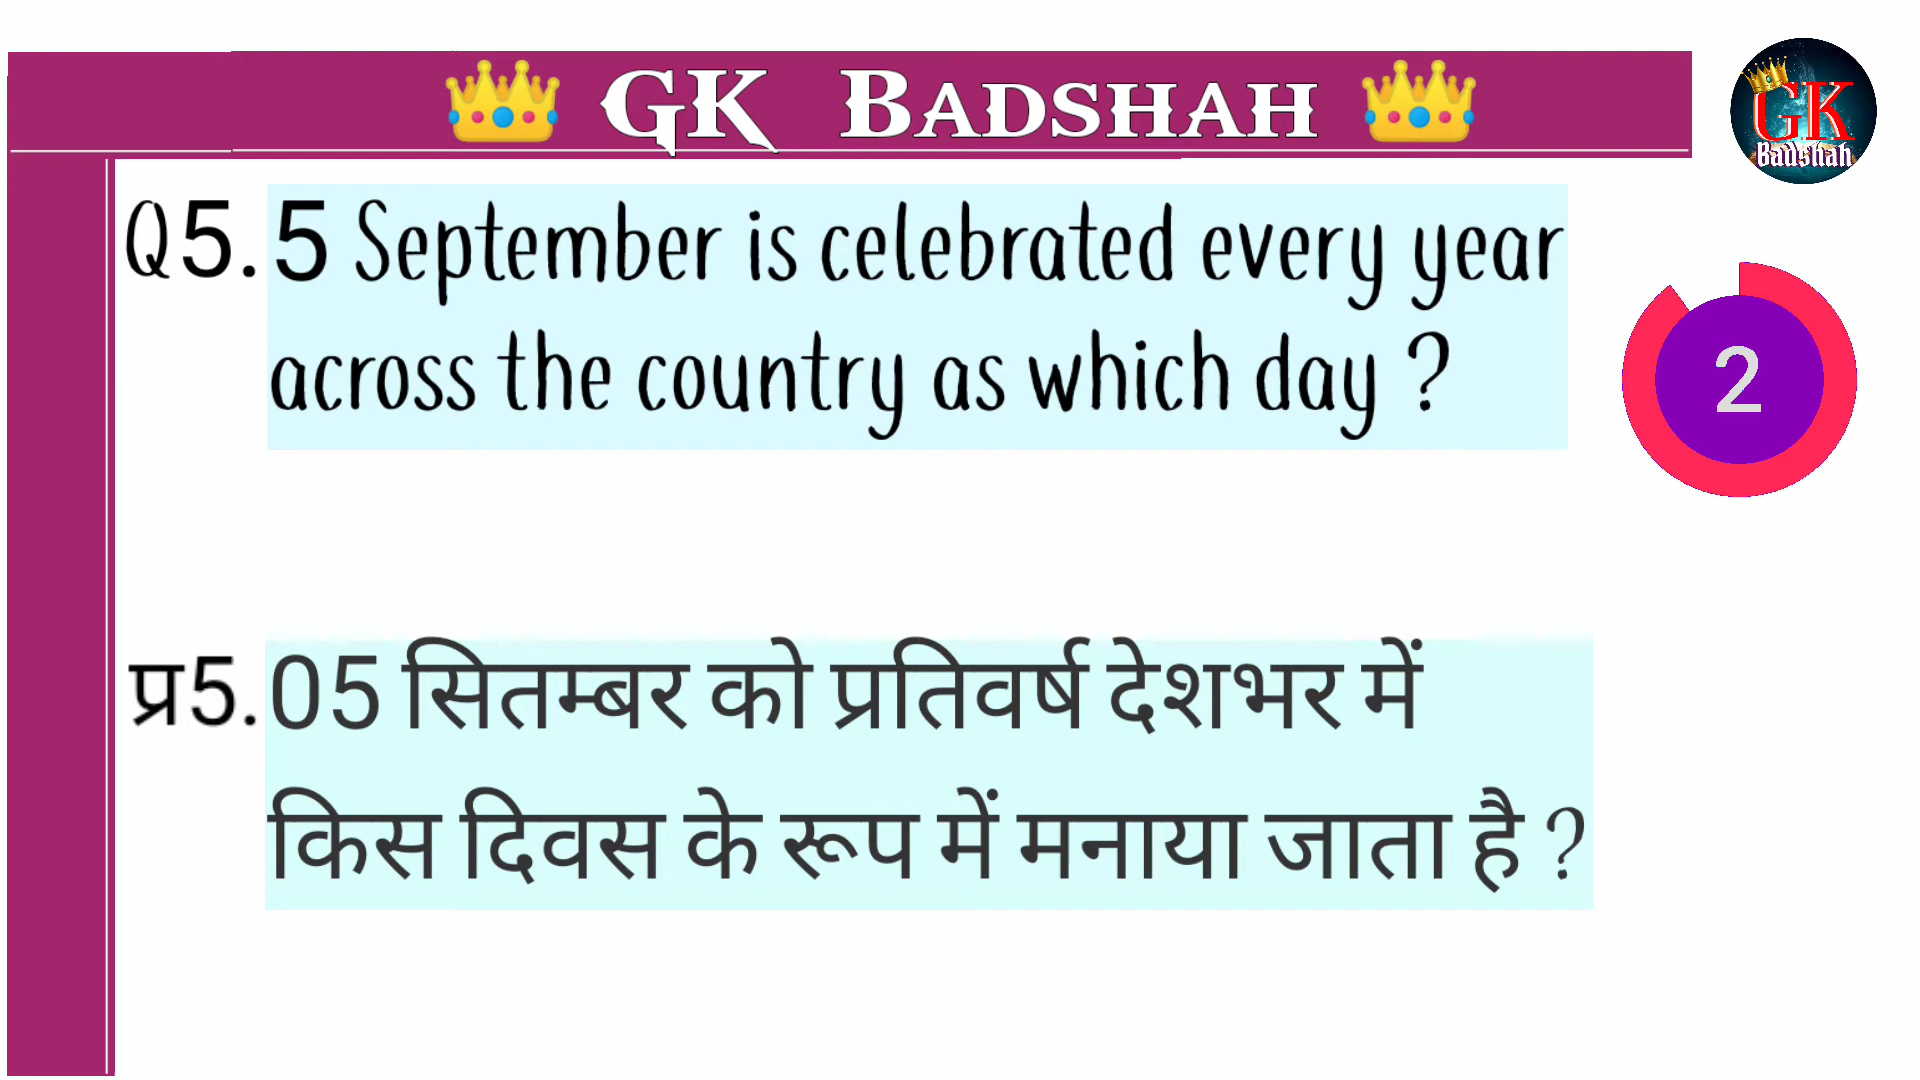 👑 GK BADSHAH 👑
GK
Badshah
Q5. 5 September is celebrated every year
across the country as which day ?
2
प्र5. 05 सितम्बर को प्रतिवर्ष देशभर में
किस दिवस के रूप में मनाया जाता है ?